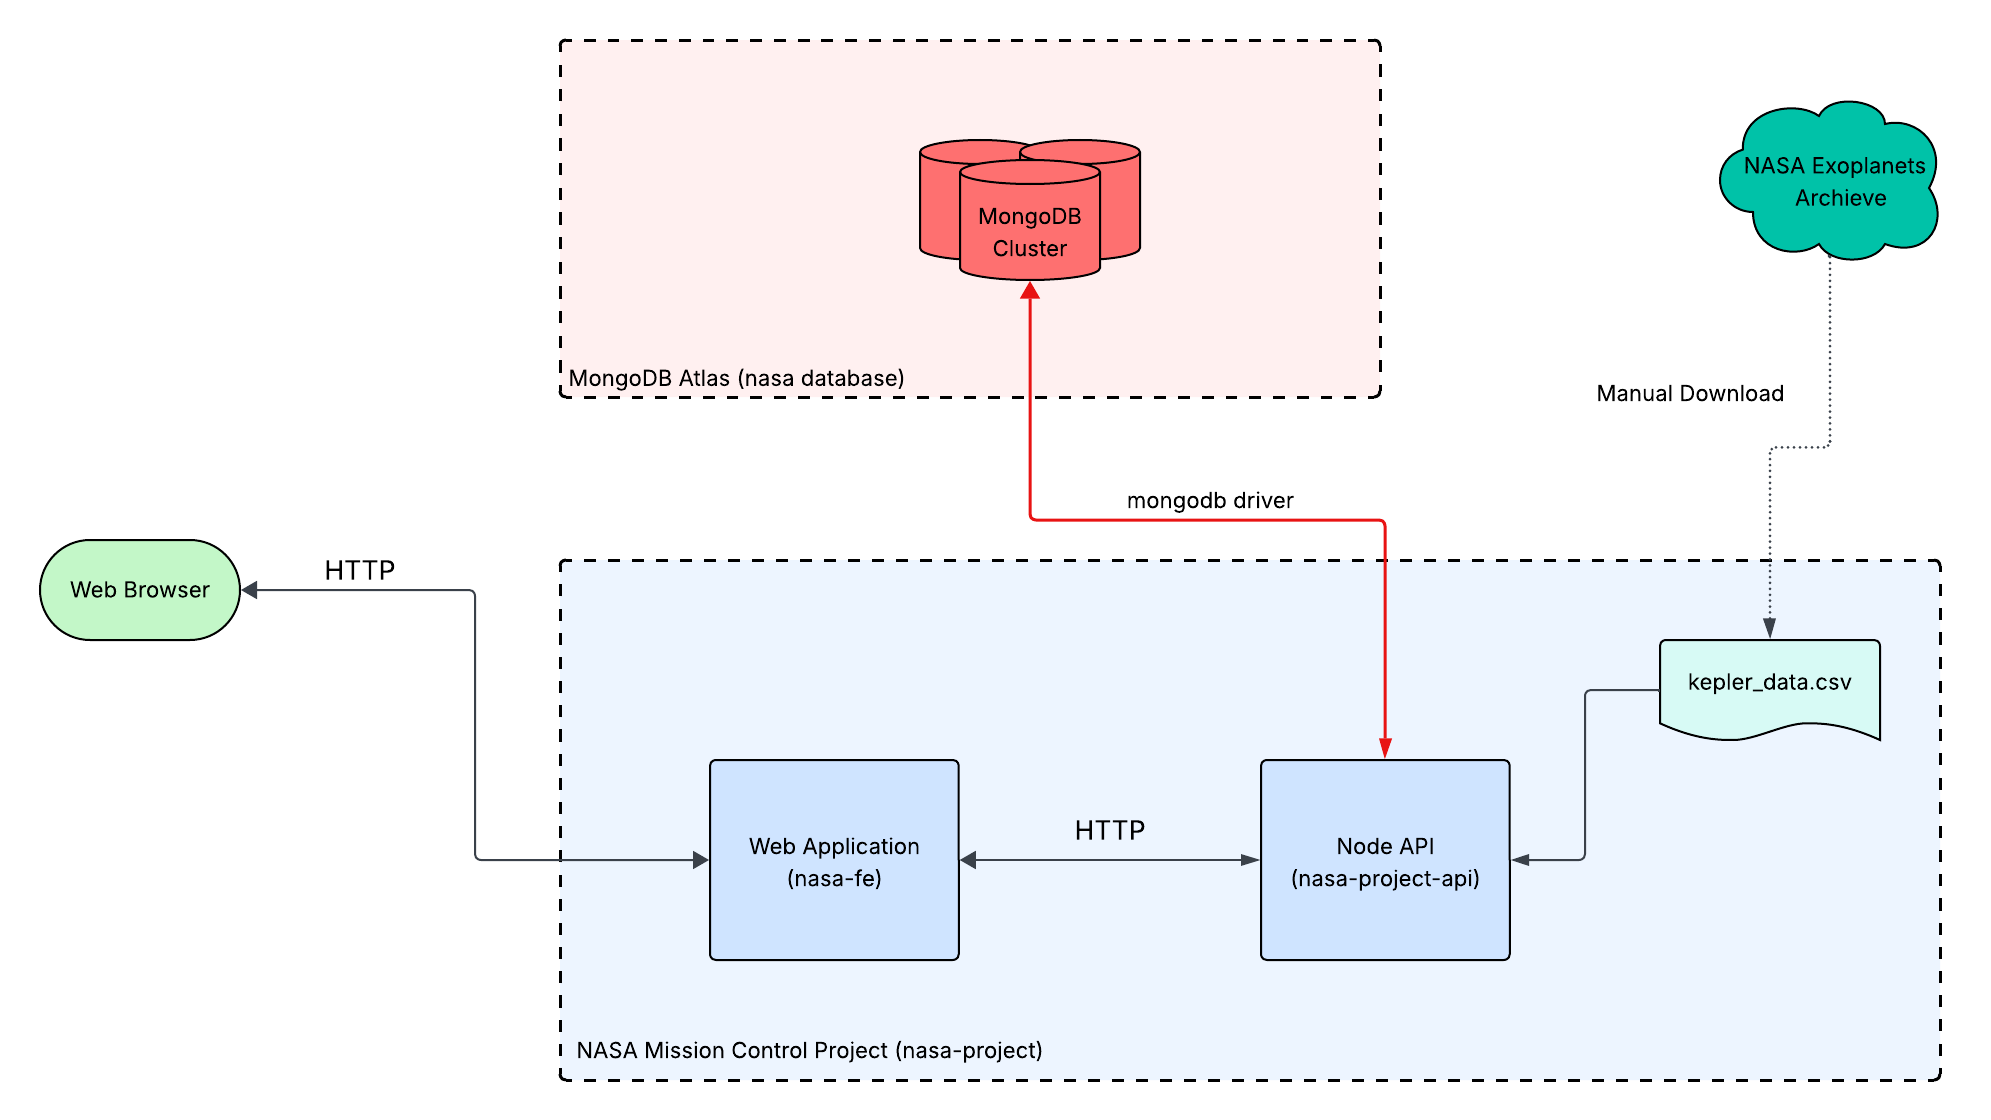 NASA Exoplanets
Archieve
MongoDB
Cluster
MongoDB Atlas (nasa database)
Manual Download
mongodb driver
HTTP
Web Browser
kepler_data.csv
HTTP
Web Application
(nasa-fe)
Node API
(nasa-project-api)
NASA Mission Control Project (nasa-project)